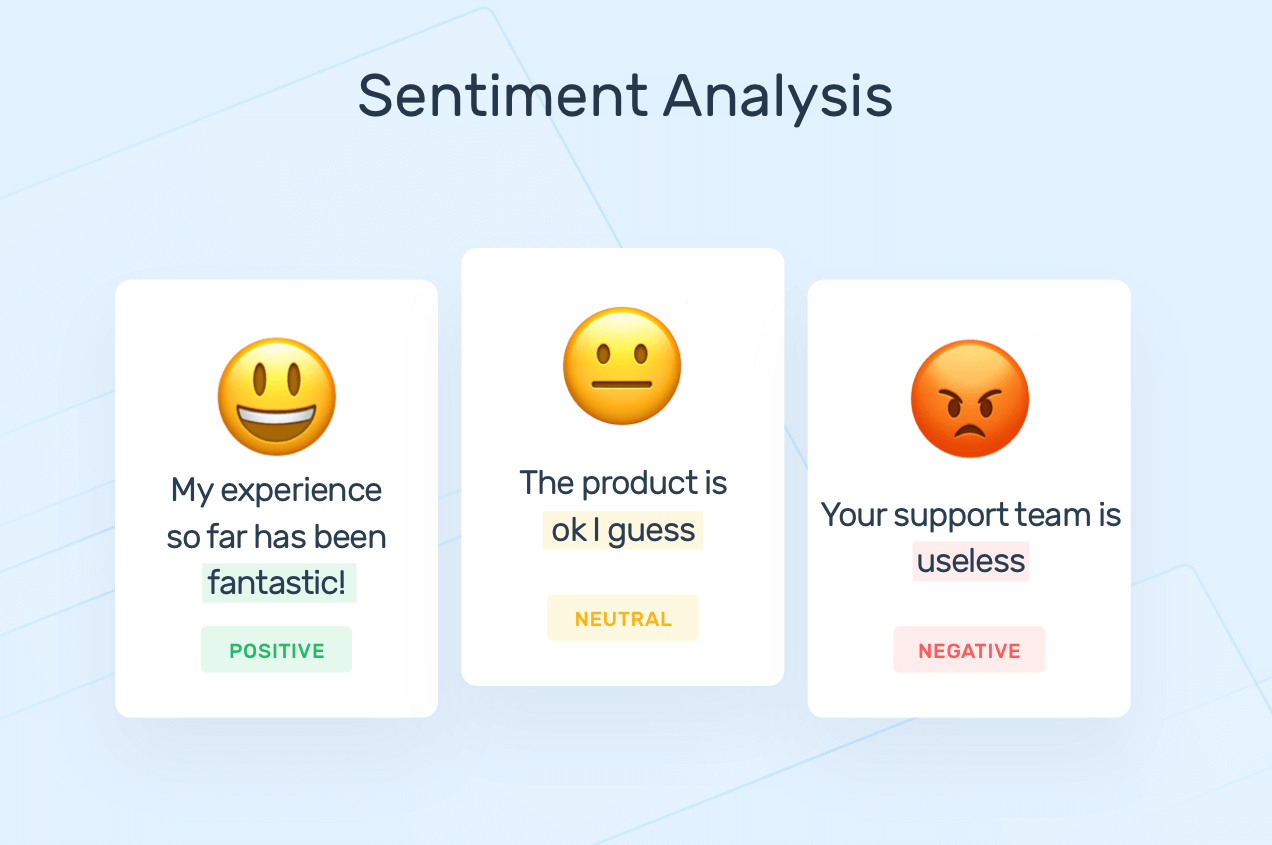 Sentiment Analysis
My experience
so far has been
fantastic!
POSITIVE
The product is
ok I guess
NEUTRAL
Your support team is
useless
NEGATIVE